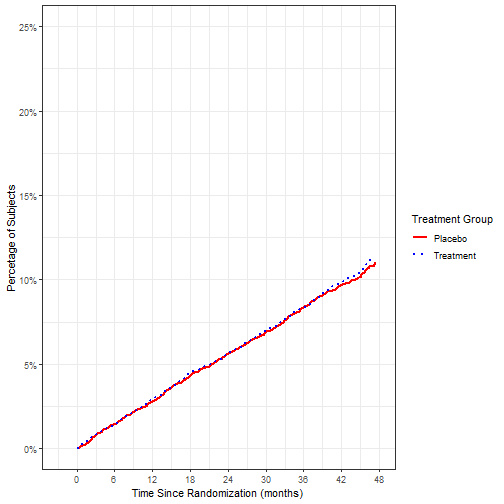 25%
20%
15%
10%
5%
0%
Percetage of Subjects
0 6 12 18 24 30 36 42 48
Time Since Randomization (months)
Treatment Group
Placebo
Treatment